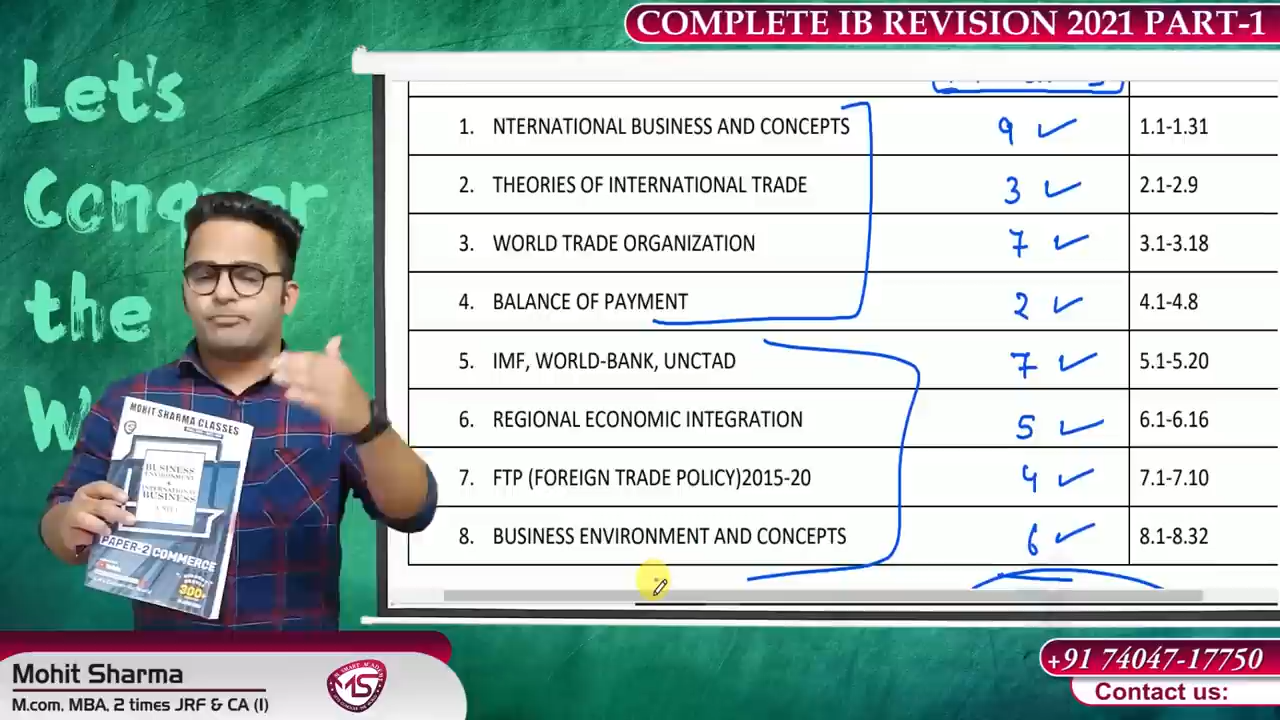 COMPLETE IB REVISION 2021 PART-1
Let's
Conquer
the
W
1. NTERNATIONAL BUSINESS AND CONCEPTS 9 ✓ 1.1-1.31
2. THEORIES OF INTERNATIONAL TRADE 3 ✓ 2.1-2.9
3. WORLD TRADE ORGANIZATION 7 ✓ 3.1-3.18
4. BALANCE OF PAYMENT 2 ✓ 4.1-4.8
5. IMF, WORLD-BANK, UNCTAD 7 ✓ 5.1-5.20
6. REGIONAL ECONOMIC INTEGRATION 5 ✓ 6.1-6.16
7. FTP (FOREIGN TRADE POLICY)2015-20 4 ✓ 7.1-7.10
8. BUSINESS ENVIRONMENT AND CONCEPTS 6 ✓ 8.1-8.32
MOHIT SHARMA CLASSES
BUSINESS
ENVIRONMENT
&
INTERNATIONAL
BUSINESS
PAPER-2 COMMERCE
300+
Mohit Sharma
M.com, MBA, 2 times JRF & CA (I)
MS
+91 74047-17750
Contact us: